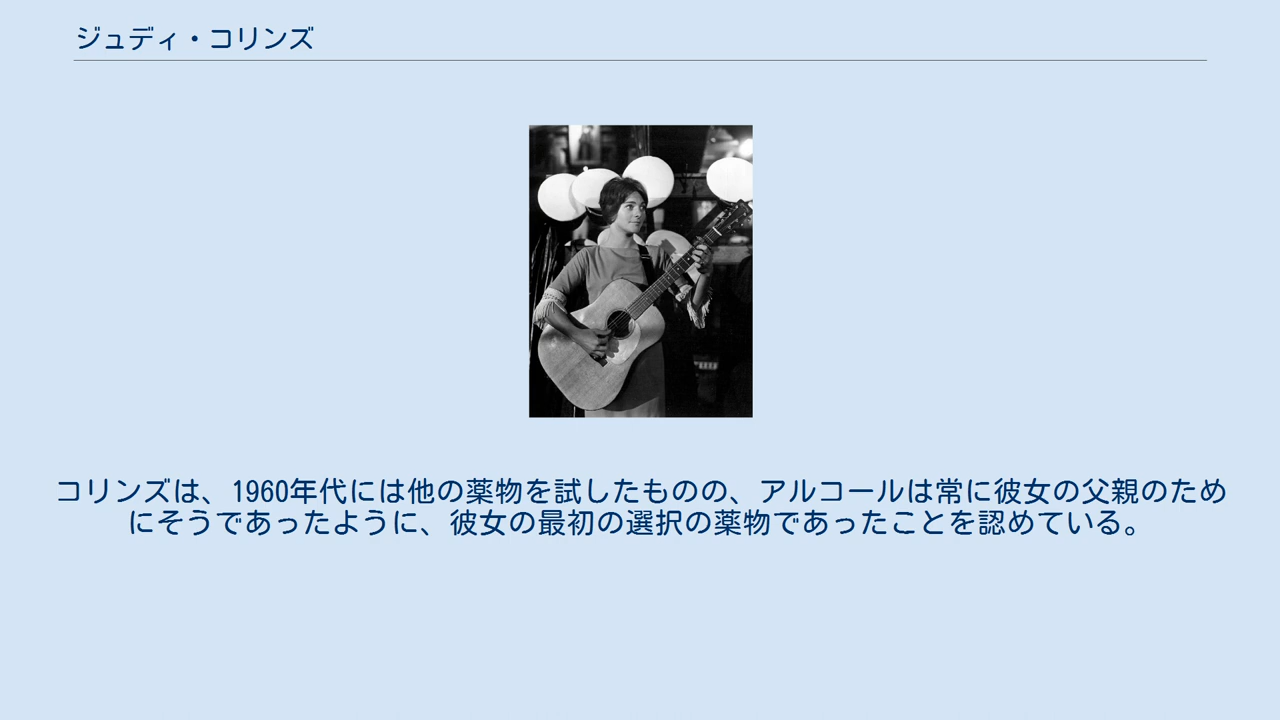 ジュディ・コリンズ
コリンズは、1960年代には他の薬物を試したものの、アルコールは常に彼女の父親のため
にそうであったように、彼女の最初の選択の薬物であったことを認めている。